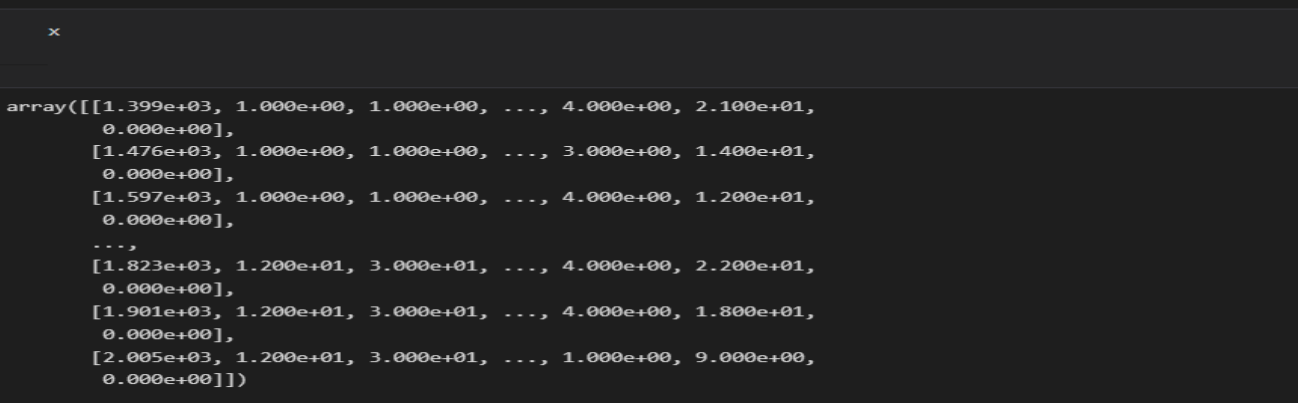 ×
array([[1.399e+03, 1.000e+00, 1.000e+00, ..., 4.000e+00, 2.100e+01,
0.000e+00],
[1.476e+03, 1.000e+00, 1.000e+00, ..., 3.000e+00, 1.400e+01,
0.000e+00],
[1.597e+03, 1.000e+00, 1.000e+00, ..., 4.000e+00, 1.200e+01,
0.000e+00],
...,
[1.823e+03, 1.200e+01, 3.000e+01, ..., 4.000e+00, 2.200e+01,
0.000e+00],
[1.901e+03, 1.200e+01, 3.000e+01, ..., 4.000e+00, 1.800e+01,
0.000e+00],
[2.005e+03, 1.200e+01, 3.000e+01, ..., 1.000e+00, 9.000e+00,
0.000e+00]])